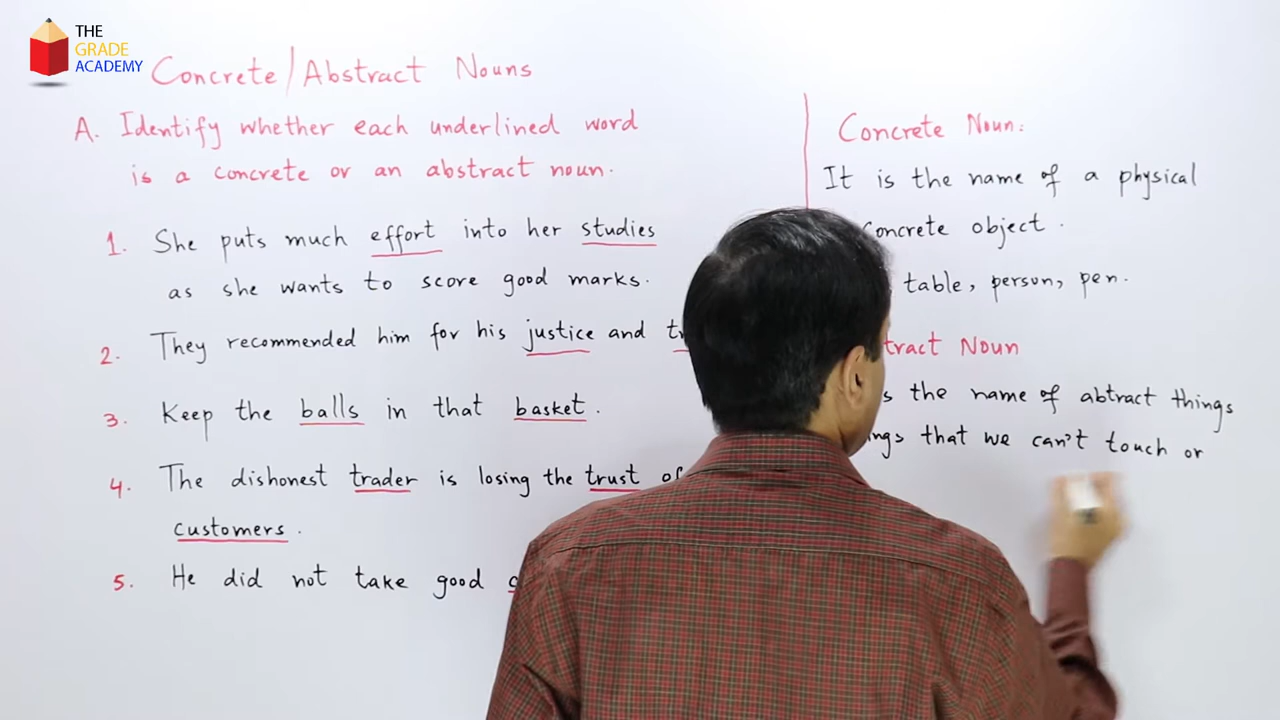 THE
GRADE
ACADEMY
Concrete/Abstract Nouns
A. Identify whether each underlined word
is a concrete or an abstract noun.
1. She puts much effort into her studies
as she wants to score good marks.
2. They recommended him for his justice and
3. Keep the balls in that basket.
4. The dishonest trader is losing the trust of
customers.
5. He did not take good
Concrete Noun:
It is the name of a physical
concrete object.
table, person, pen.
Noun
the name of abtract things
that we can't touch or